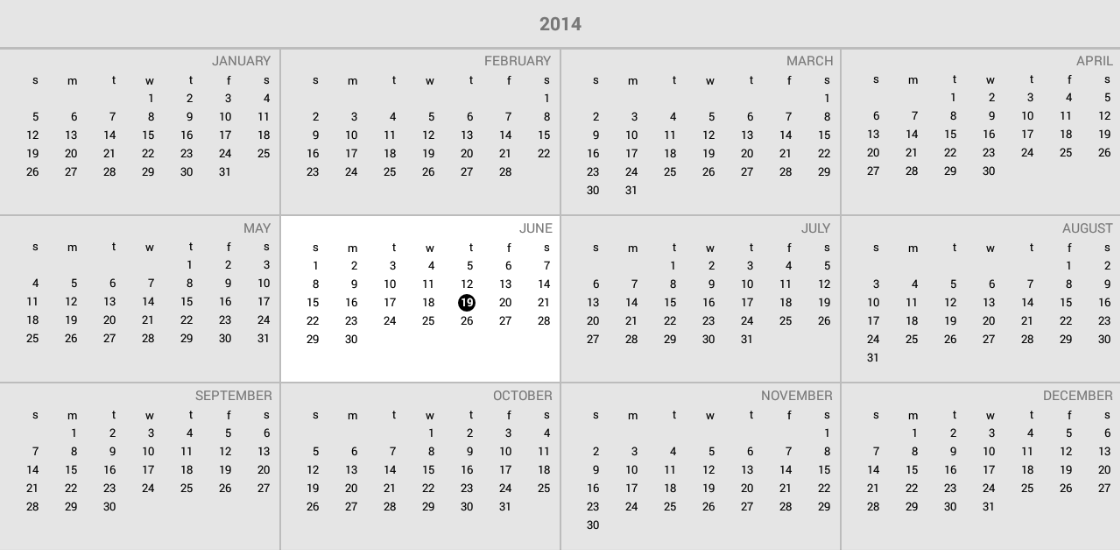 2014
JANUARY
s m t w t f s
1 2 3 4
5 6 7 8 9 10 11
12 13 14 15 16 17 18
19 20 21 22 23 24 25
26 27 28 29 30 31
FEBRUARY
s m t w t f s
1
2 3 4 5 6 7 8
9 10 11 12 13 14 15
16 17 18 19 20 21 22
23 24 25 26 27 28
MARCH
s m t w t f s
1
2 3 4 5 6 7 8
9 10 11 12 13 14 15
16 17 18 19 20 21 22
23 24 25 26 27 28 29
30 31
APRIL
s m t w t f s
1 2 3 4 5
6 7 8 9 10 11 12
13 14 15 16 17 18 19
20 21 22 23 24 25 26
27 28 29 30
MAY
s m t w t f s
1 2 3
4 5 6 7 8 9 10
11 12 13 14 15 16 17
18 19 20 21 22 23 24
25 26 27 28 29 30 31
JUNE
s m t w t f s
1 2 3 4 5 6 7
8 9 10 11 12 13 14
15 16 17 18 19 20 21
22 23 24 25 26 27 28
29 30
JULY
s m t w t f s
1 2 3 4 5
6 7 8 9 10 11 12
13 14 15 16 17 18 19
20 21 22 23 24 25 26
27 28 29 30 31
AUGUST
s m t w t f s
1 2
3 4 5 6 7 8 9
10 11 12 13 14 15 16
17 18 19 20 21 22 23
24 25 26 27 28 29 30
31
SEPTEMBER
s m t w t f s
1 2 3 4 5 6
7 8 9 10 11 12 13
14 15 16 17 18 19 20
21 22 23 24 25 26 27
28 29 30
OCTOBER
s m t w t f s
1 2 3 4
5 6 7 8 9 10 11
12 13 14 15 16 17 18
19 20 21 22 23 24 25
26 27 28 29 30 31
NOVEMBER
s m t w t f s
1
2 3 4 5 6 7 8
9 10 11 12 13 14 15
16 17 18 19 20 21 22
23 24 25 26 27 28 29
30
DECEMBER
s m t w t f s
1 2 3 4 5 6
7 8 9 10 11 12 13
14 15 16 17 18 19 20
21 22 23 24 25 26 27
28 29 30 31